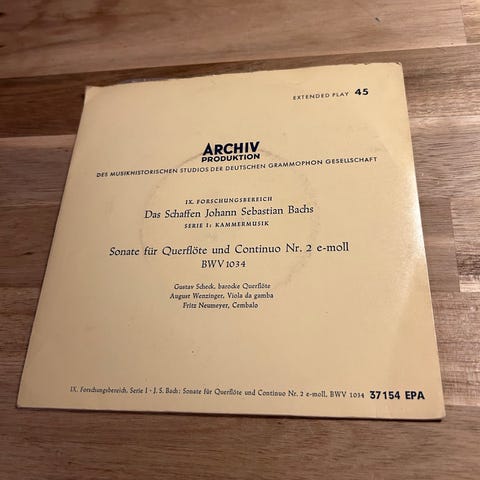 EXTENDED PLAY 45
ARCHIV
PRODUKTION
DES MUSIKHISTORISCHEN STUDIOS DER DEUTSCHEN GRAMMOPHON GESELLSCHAFT
IX. FORSCHUNGSBEREICH
Das Schaffen Johann Sebastian Bachs
SERIE I: KAMMERMUSIK
Sonate für Querflöte und Continuo Nr. 2 e-moll
BWV 1034
Gustav Scheck, barocke Querflöte
August Wenzinger, Viola da gamba
Fritz Neumeyer, Cembalo
IX. Forschungsbereich, Serie I - J. S. Bach: Sonate für Querflöte und Continuo Nr. 2 e-moll, BWV 1034 37154 EPA